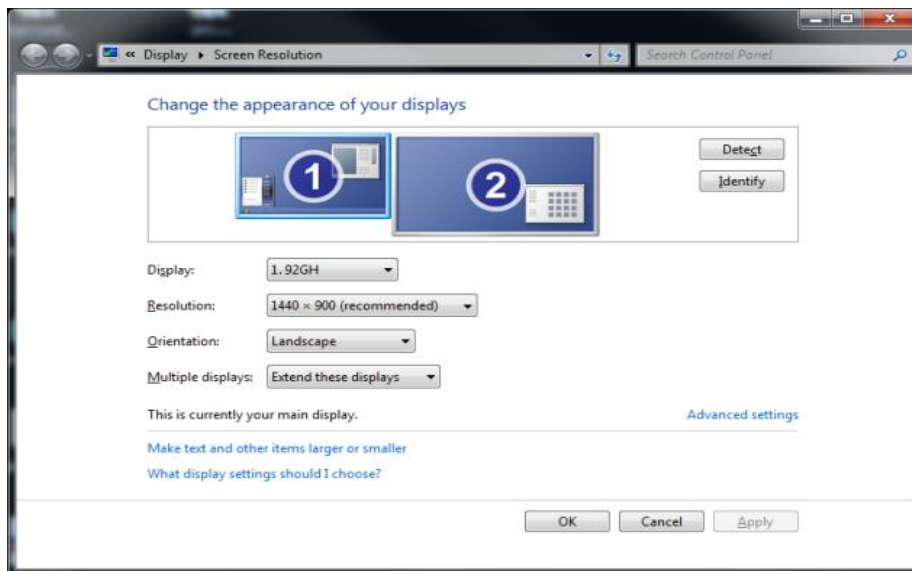 « Display ▸ Screen Resolution
Search Control Panel
Change the appearance of your displays
1
2
Detect
Identify
Display: 1. 92GH
Resolution: 1440 × 900 (recommended)
Orientation: Landscape
Multiple displays: Extend these displays
This is currently your main display. Advanced settings
Make text and other items larger or smaller
What display settings should I choose?
OK Cancel Apply